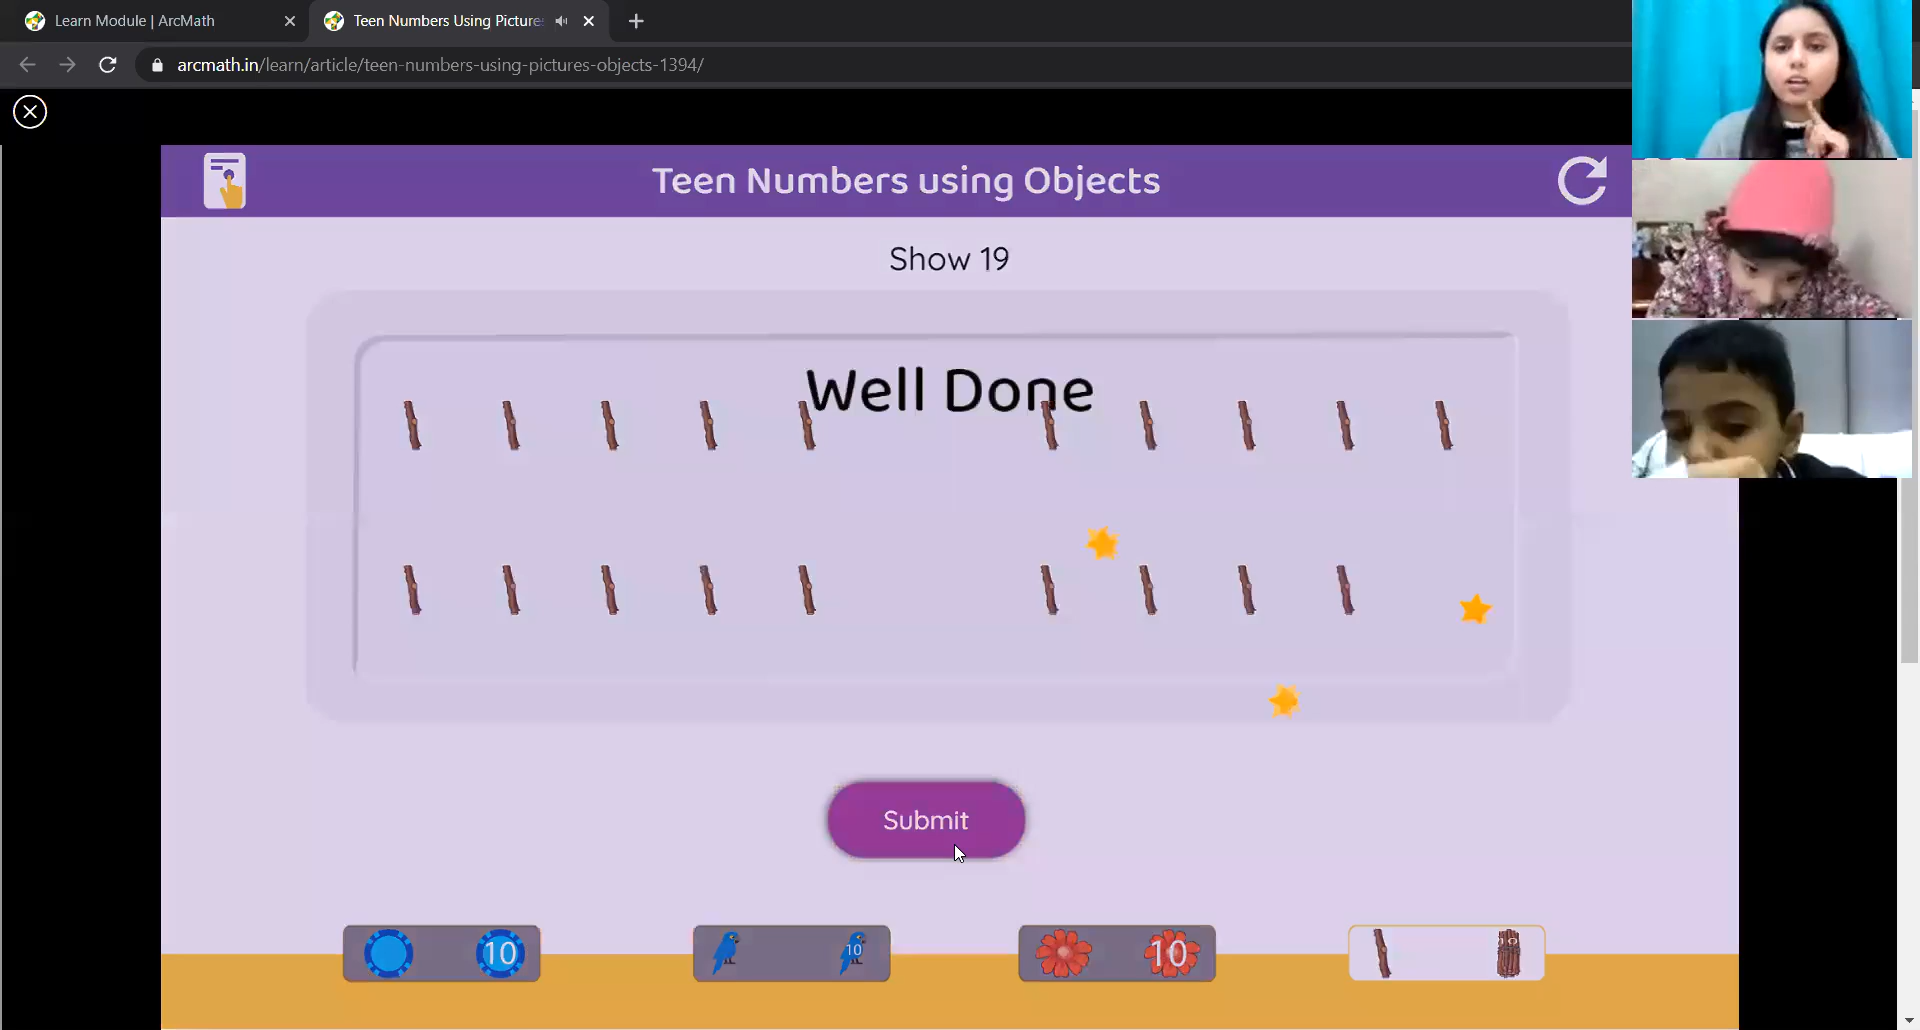 Learn Module | ArcMath
Teen Numbers Using Picture
arcmath.in/learn/article/teen-numbers-using-pictures-objects-1394/
Teen Numbers using Objects
Show 19
Well Done
Submit
10
10
10
10